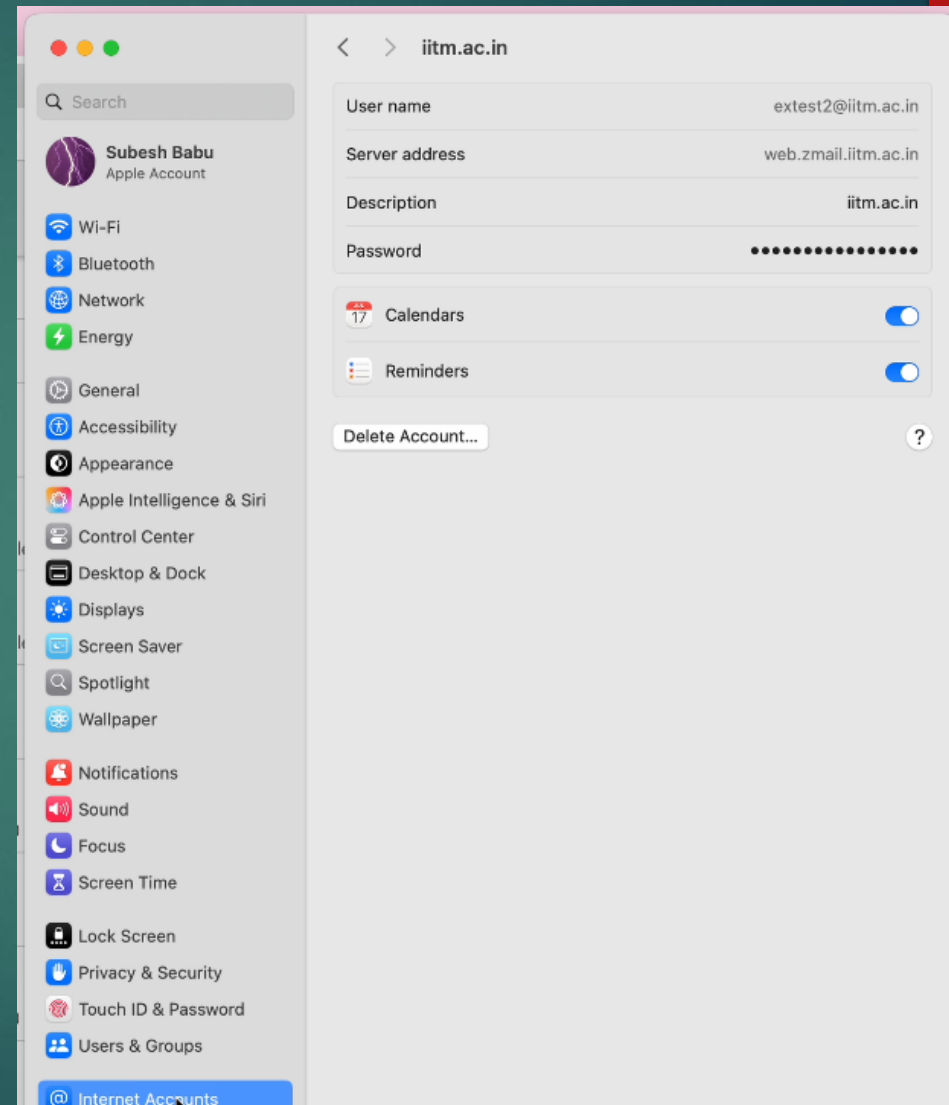 iitm.ac.in
Search
Subesh Babu
Apple Account
Wi-Fi
Bluetooth
Network
Energy
General
Accessibility
Appearance
Apple Intelligence & Siri
Control Center
Desktop & Dock
Displays
Screen Saver
Spotlight
Wallpaper
Notifications
Sound
Focus
Screen Time
Lock Screen
Privacy & Security
Touch ID & Password
Users & Groups
Internet Accounts
User name extest2@iitm.ac.in
Server address web.zmail.iitm.ac.in
Description iitm.ac.in
Password ••••••••••••••••
17 Calendars
Reminders
Delete Account...
?